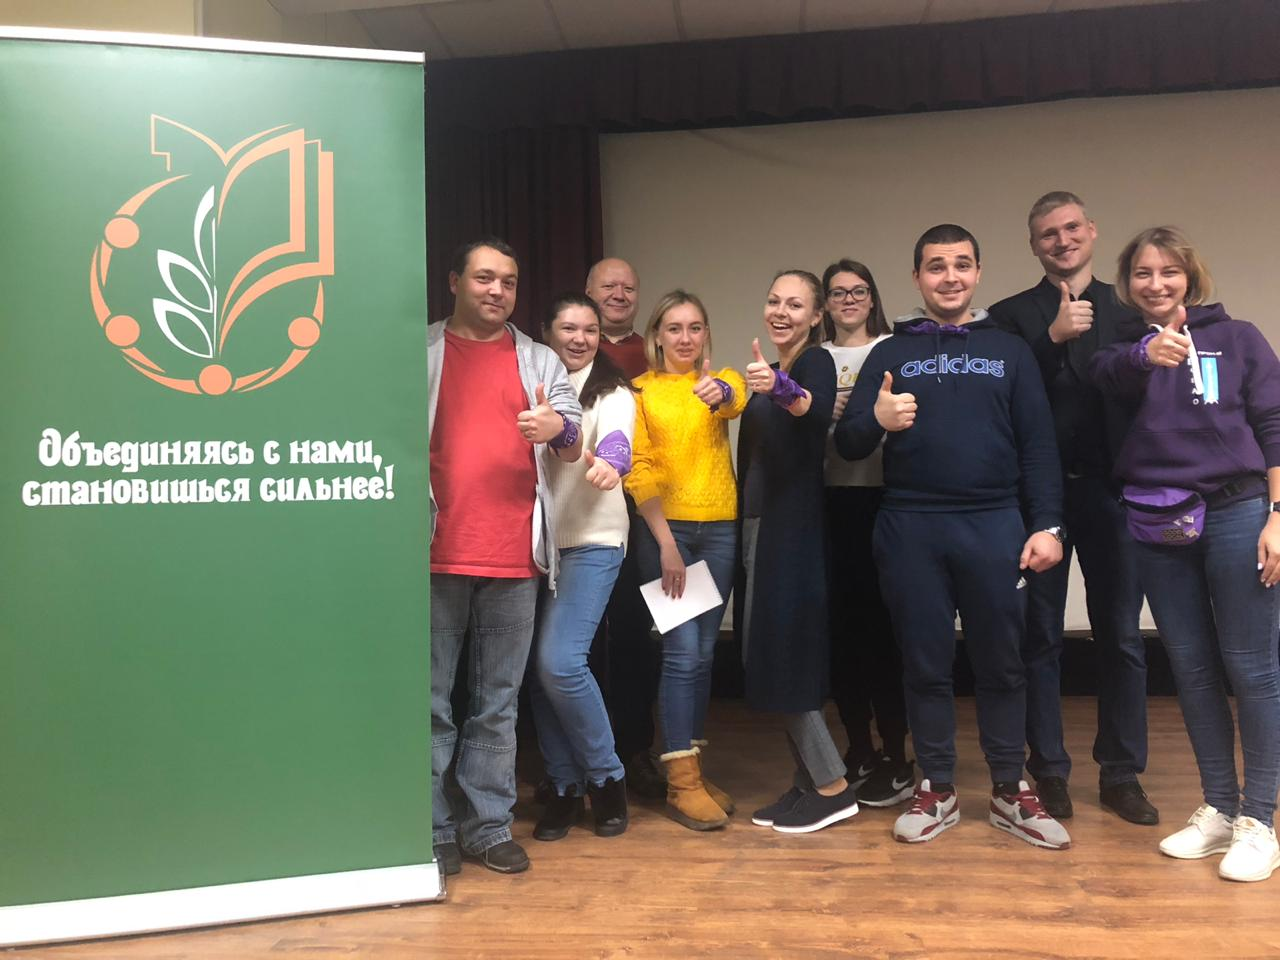 Объединяясь с нами,
становишься сильнее!
adidas